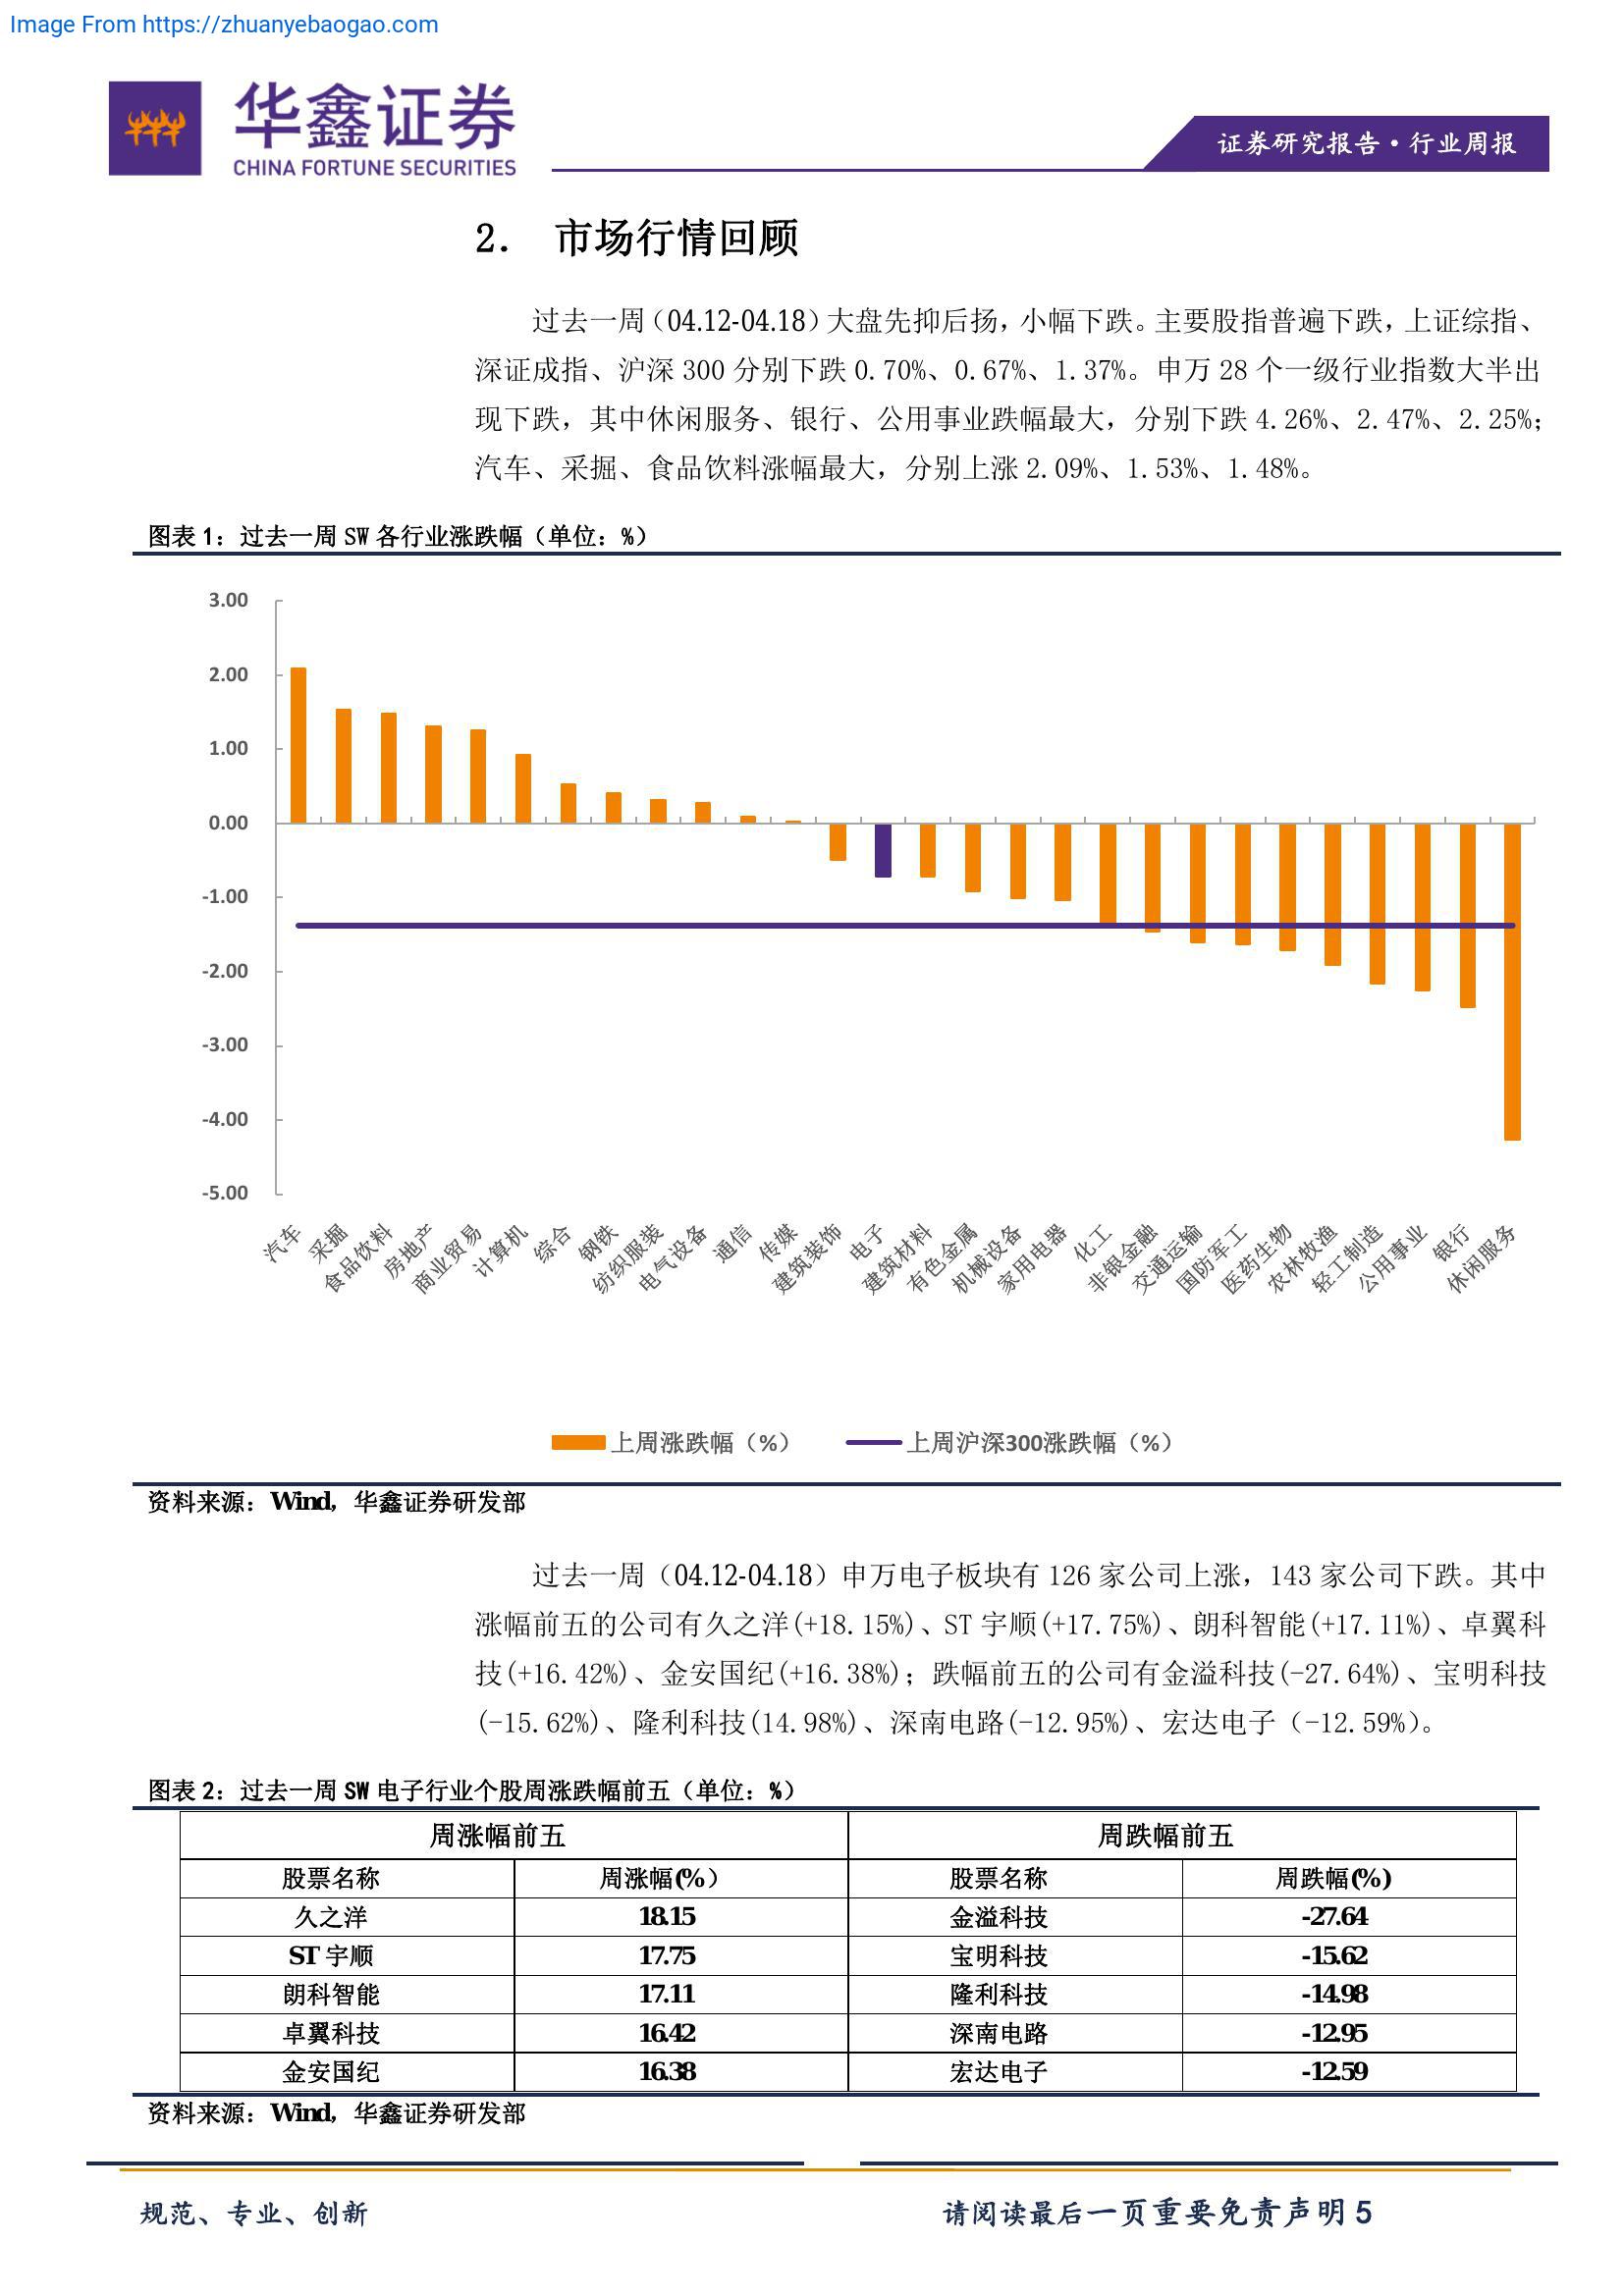 Image From https://zhuanyebaogao.com
华鑫证券
CHINA FORTUNE SECURITIES
证券研究报告·行业周报
2. 市场行情回顾
过去一周（04.12-04.18）大盘先抑后扬，小幅下跌。主要股指普遍下跌，上证综指、
深证成指、沪深 300 分别下跌 0.70%、0.67%、1.37%。申万 28 个一级行业指数大半出
现下跌，其中休闲服务、银行、公用事业跌幅最大，分别下跌 4.26%、2.47%、2.25%；
汽车、采掘、食品饮料涨幅最大，分别上涨 2.09%、1.53%、1.48%。
图表 1：过去一周 SW 各行业涨跌幅（单位：%）
3.00
2.00
1.00
0.00
-1.00
-2.00
-3.00
-4.00
-5.00
汽车
采掘
食品饮料
房地产
商业贸易
计算机
综合
钢铁
纺织服装
电气设备
通信
传媒
建筑装饰
电子
建筑材料
有色金属
机械设备
家用电器
化工
非银金融
交通运输
国防军工
医药生物
农林牧渔
轻工制造
公用事业
银行
休闲服务
上周涨跌幅（%） 上周沪深300涨跌幅（%）
资料来源：Wind，华鑫证券研发部
过去一周（04.12-04.18）申万电子板块有 126 家公司上涨，143 家公司下跌。其中
涨幅前五的公司有久之洋(+18.15%)、ST 宇顺(+17.75%)、朗科智能(+17.11%)、卓翼科
技(+16.42%)、金安国纪(+16.38%)；跌幅前五的公司有金溢科技(-27.64%)、宝明科技
(-15.62%)、隆利科技(14.98%)、深南电路(-12.95%)、宏达电子（-12.59%)。
图表 2：过去一周 SW 电子行业个股周涨跌幅前五（单位：%）
周涨幅前五 周跌幅前五
股票名称 周涨幅(%） 股票名称 周跌幅(%)
久之洋 18.15 金溢科技 -27.64
ST 宇顺 17.75 宝明科技 -15.62
朗科智能 17.11 隆利科技 -14.98
卓翼科技 16.42 深南电路 -12.95
金安国纪 16.38 宏达电子 -12.59
资料来源：Wind，华鑫证券研发部
规范、专业、创新 请阅读最后一页重要免责声明 5